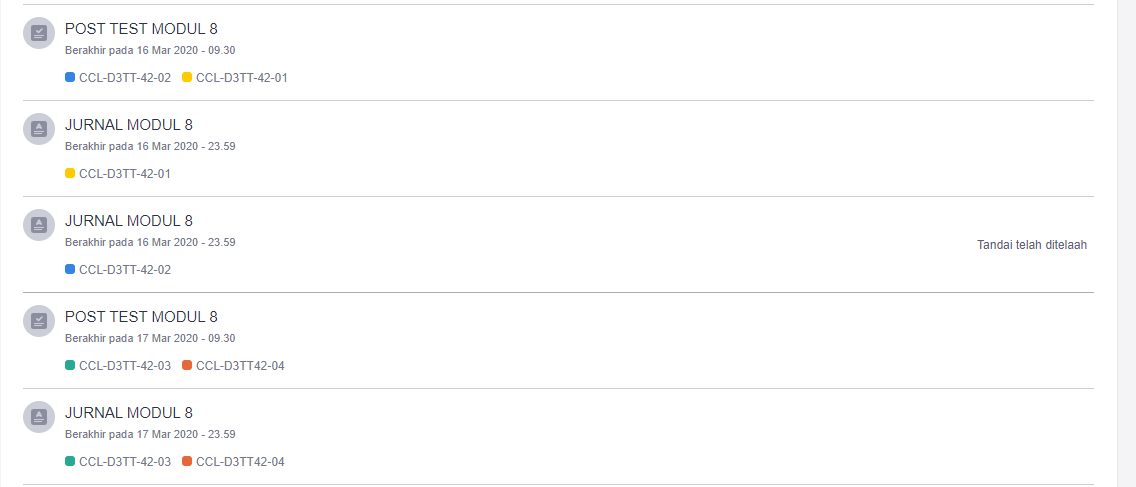 POST TEST MODUL 8
Berakhir pada 16 Mar 2020 - 09.30
CCL-D3TT-42-02 CCL-D3TT-42-01
JURNAL MODUL 8
Berakhir pada 16 Mar 2020 - 23.59
CCL-D3TT-42-01
JURNAL MODUL 8
Berakhir pada 16 Mar 2020 - 23.59
Tandai telah ditelaah
CCL-D3TT-42-02
POST TEST MODUL 8
Berakhir pada 17 Mar 2020 - 09.30
CCL-D3TT-42-03 CCL-D3TT42-04
JURNAL MODUL 8
Berakhir pada 17 Mar 2020 - 23.59
CCL-D3TT-42-03 CCL-D3TT42-04